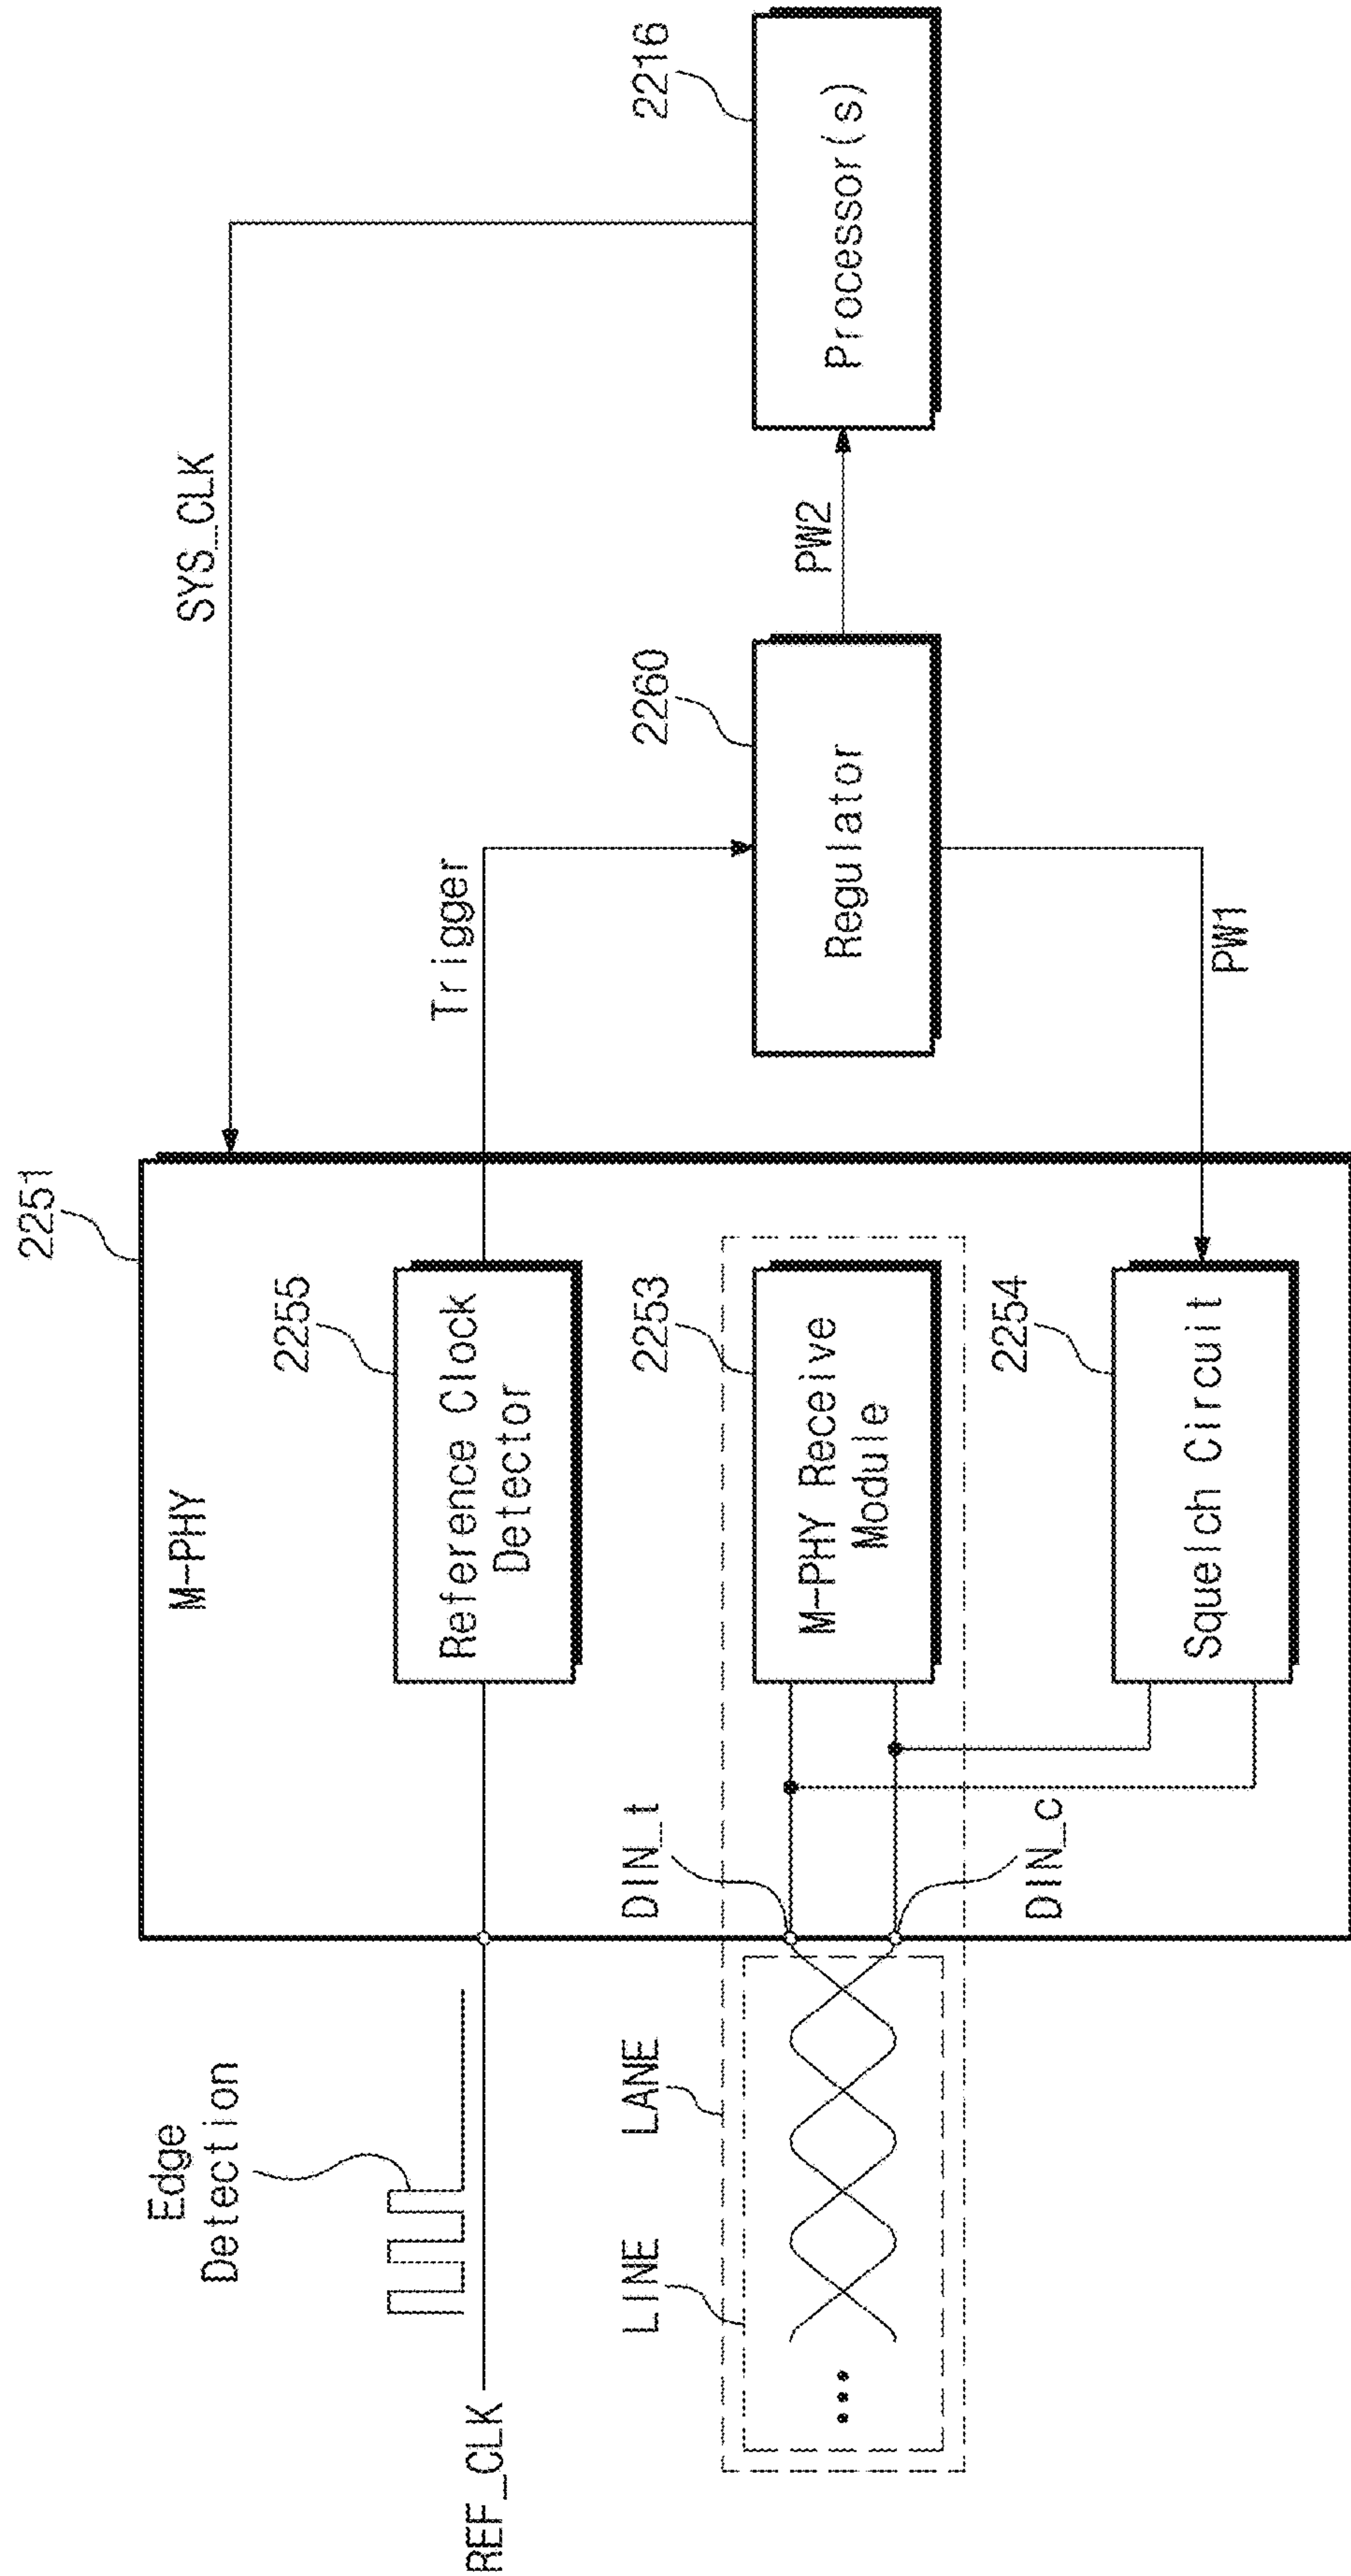 2251
M-PHY
SYS_CLK
Edge
Detection
2255
Reference Clock
Detector
Trigger
REF_CLK
LINE
LANE
DIN_t
2253
M-PHY Receive
Module
2260
Regulator
PW2
2216
Processor(s)
DIN_c
2254
Squelch Circuit
PW1